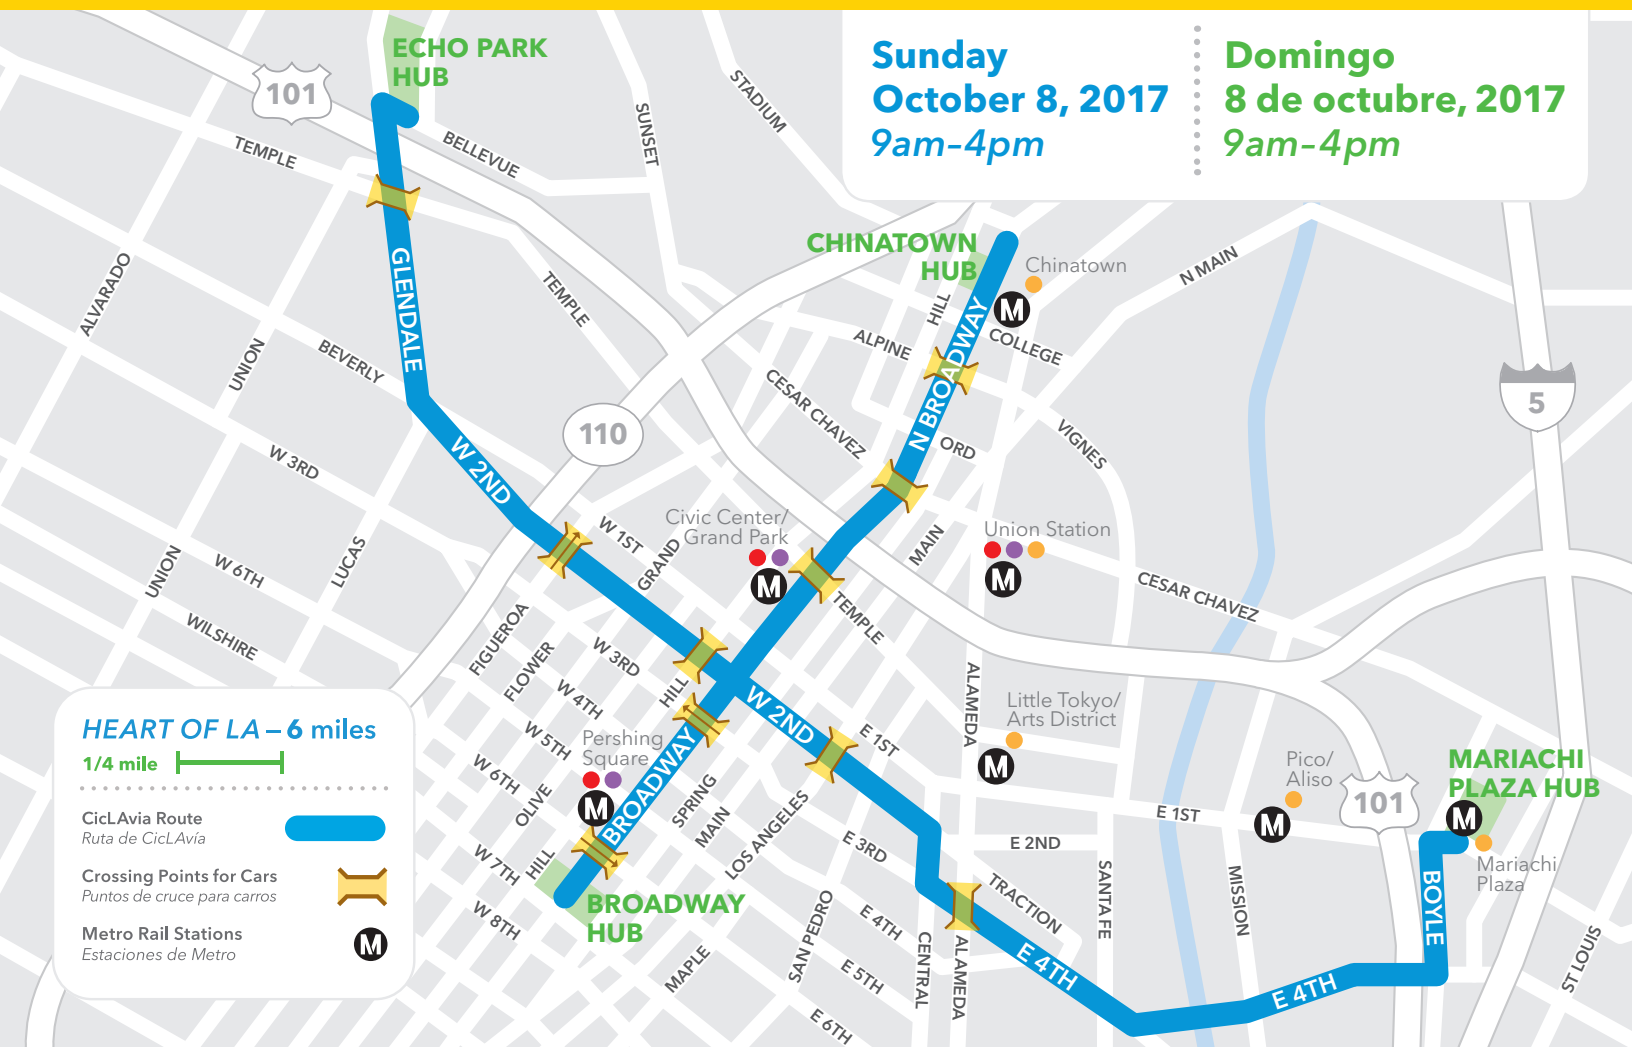 Sunday
October 8, 2017
9am–4pm
Domingo
8 de octubre, 2017
9am–4pm
ECHO PARK
HUB
101
TEMPLE
BELLEVUE
SUNSET
STADIUM
CHINATOWN
HUB
Chinatown
M
N MAIN
GLENDALE
ALVARADO
UNION
BEVERLY
TEMPLE
HILL
ALPINE
COLLEGE
N BROADWAY
CESAR CHAVEZ
ORD
VIGNES
5
110
W 2ND
W 3RD
W 1ST
GRAND
Civic Center/
Grand Park
M
MAIN
Union Station
M
CESAR CHAVEZ
UNION
W 6TH
LUCAS
WILSHIRE
FIGUEROA
FLOWER
W 3RD
W 4TH
HILL
TEMPLE
W 2ND
E 1ST
ALAMEDA
Little Tokyo/
Arts District
M
W 5TH
Pershing
Square
M
W 6TH
OLIVE
BROADWAY
SPRING
MAIN
LOS ANGELES
W 7TH
HILL
W 8TH
BROADWAY
HUB
E 1ST
Pico/
Aliso
M
101
MARIACHI
PLAZA HUB
M
Mariachi
Plaza
E 2ND
E 3RD
SANTA FE
MISSION
BOYLE
TRACTION
E 4TH
CENTRAL
ALAMEDA
E 4TH
E 4TH
SAN PEDRO
MAPLE
E 5TH
E 6TH
ST LOUIS
HEART OF LA – 6 miles
1/4 mile
CicLAvia Route
Ruta de CicLAvía
Crossing Points for Cars
Puntos de cruce para carros
Metro Rail Stations
Estaciones de Metro
M